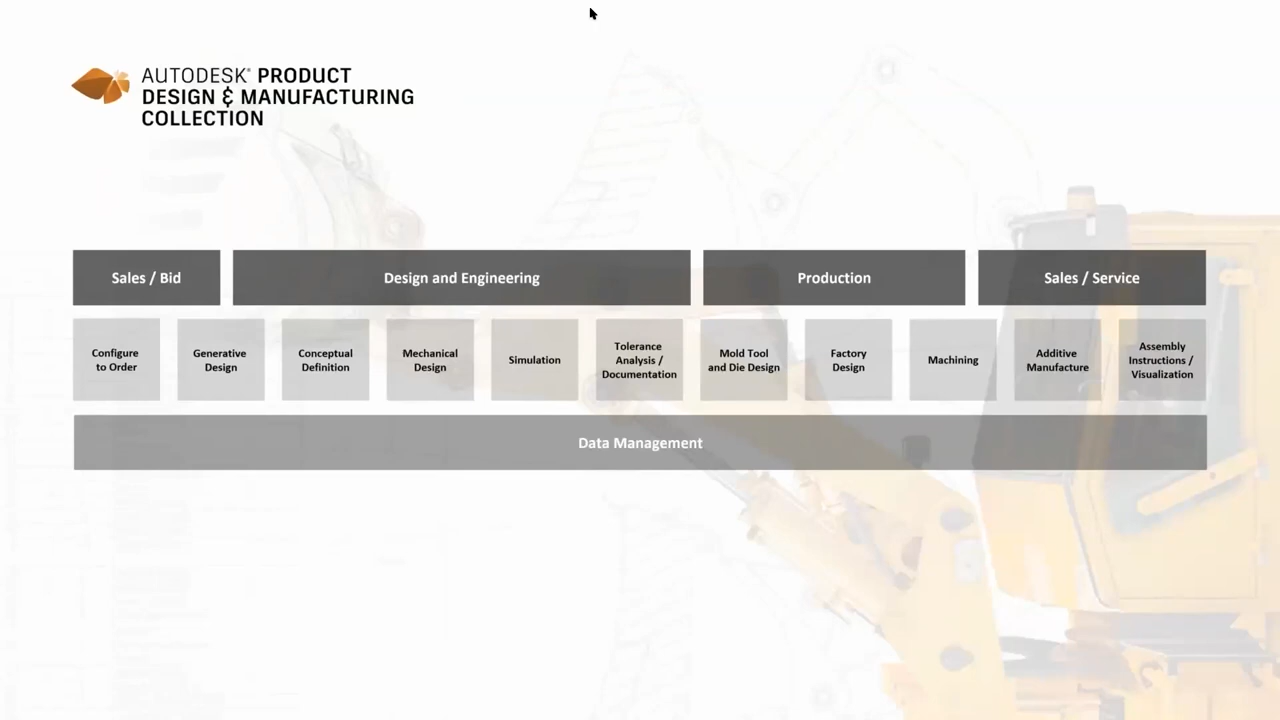 AUTODESK® PRODUCT
DESIGN & MANUFACTURING
COLLECTION
Sales / Bid
Design and Engineering
Production
Sales / Service
Configure
to Order
Generative
Design
Conceptual
Definition
Mechanical
Design
Simulation
Tolerance
Analysis /
Documentation
Mold Tool
and Die Design
Factory
Design
Machining
Additive
Manufacture
Assembly
Instructions /
Visualization
Data Management